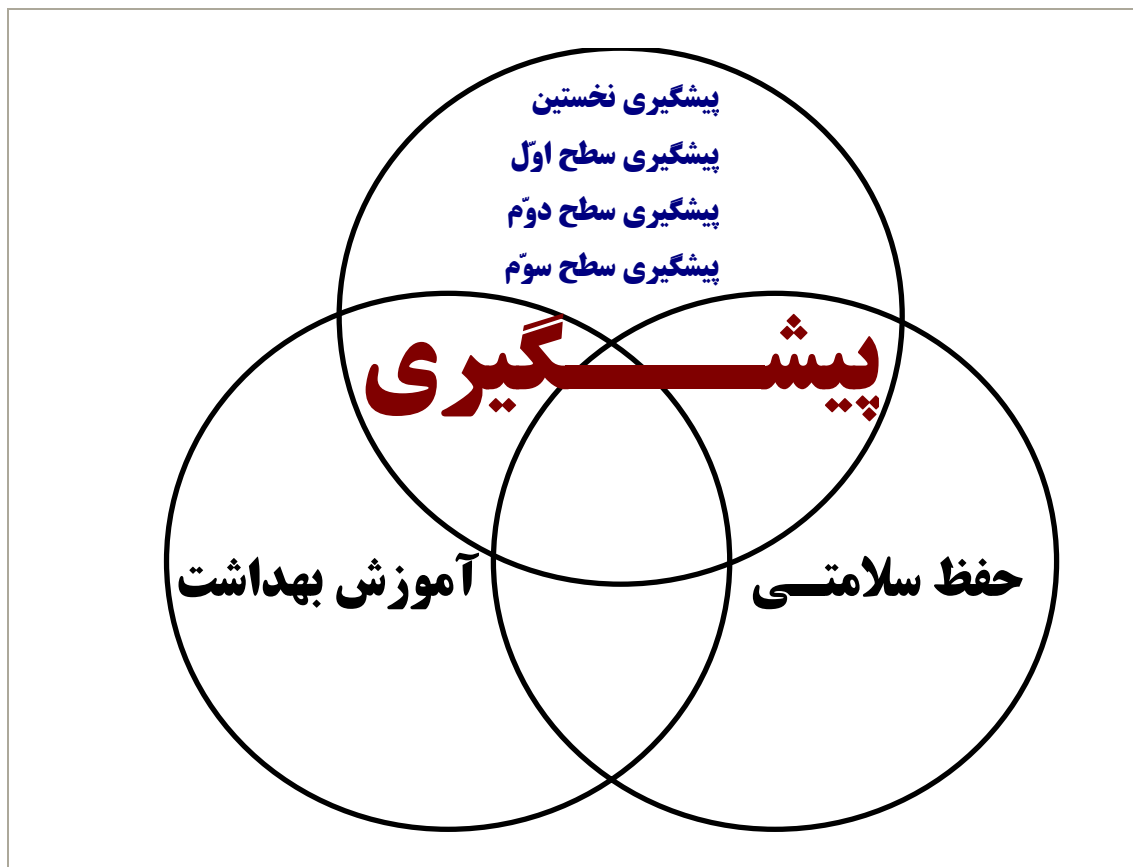 پیشگیری نخستین
پیشگیری سطح اوّل
پیشگیری سطح دوّم
پیشگیری سطح سوّم
پیشـــــگیری
حفظ سلامتــی
آموزش بهداشت